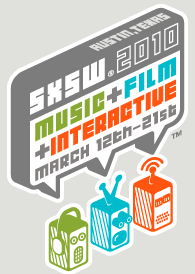 AUSTIN, TEXAS
SXSW® 2010
MUSIC+FILM
+INTERACTIVE
MARCH 12TH-21ST
TM